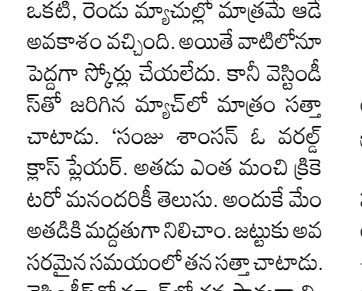 ఒకటి, రెండు మ్యాచుల్లో మాత్రమే ఆడే
అవకాశం వచ్చింది. అయితే వాటిలోనూ
పెద్దగా స్కోర్లు చేయలేదు. కానీ వెస్టిండీ
స్‌తో జరిగిన మ్యాచ్‌లో మాత్రం సత్తా
చాటాడు. ‘సంజు శాంసన్ ఓ వరల్డ్
క్లాస్ ప్లేయర్. అతడు ఎంత మంచి క్రికె
టరో మనందరికీ తెలుసు. అందుకే మేం
అతడికి మద్దతుగా నిలిచాం. జట్టుకు అవ
సరమైన సమయంలో తన సత్తా చాటాడు.